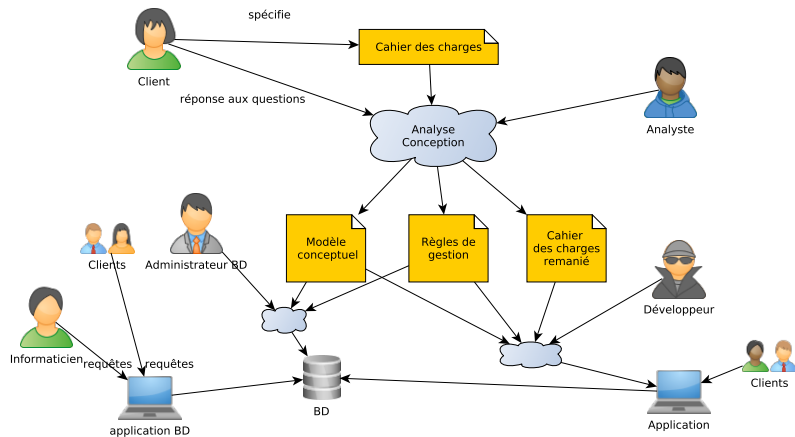 spécifie
Cahier des charges
Client
réponse aux questions
Analyse
Conception
Analyste
Modèle
conceptuel
Règles de
gestion
Cahier
des charges
remanié
Clients
Administrateur BD
Développeur
Informaticien
requêtes
requêtes
Clients
BD
application BD
Application